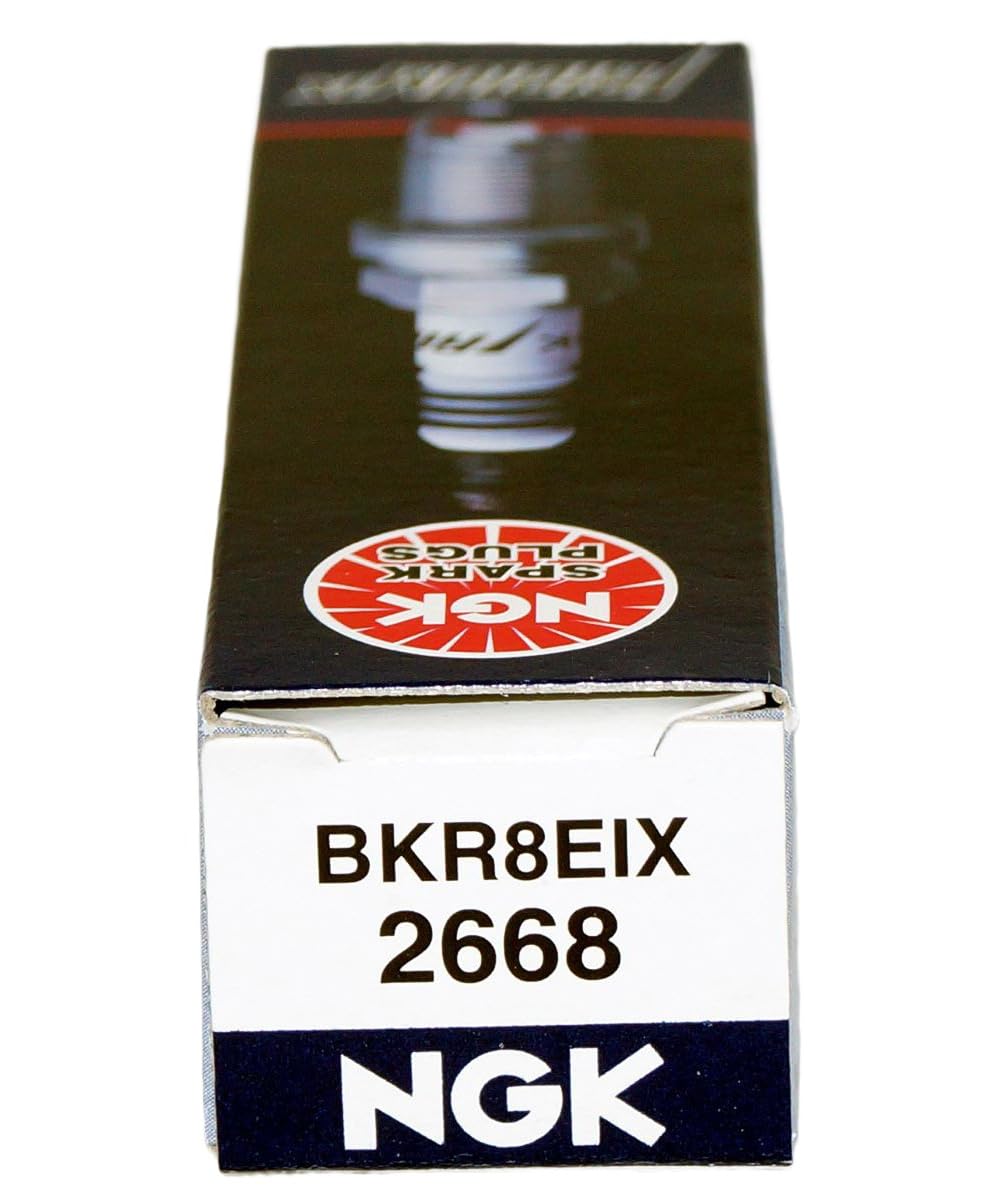 NGK
SPARK
PLUGS
BKR8EIX
2668
NGK